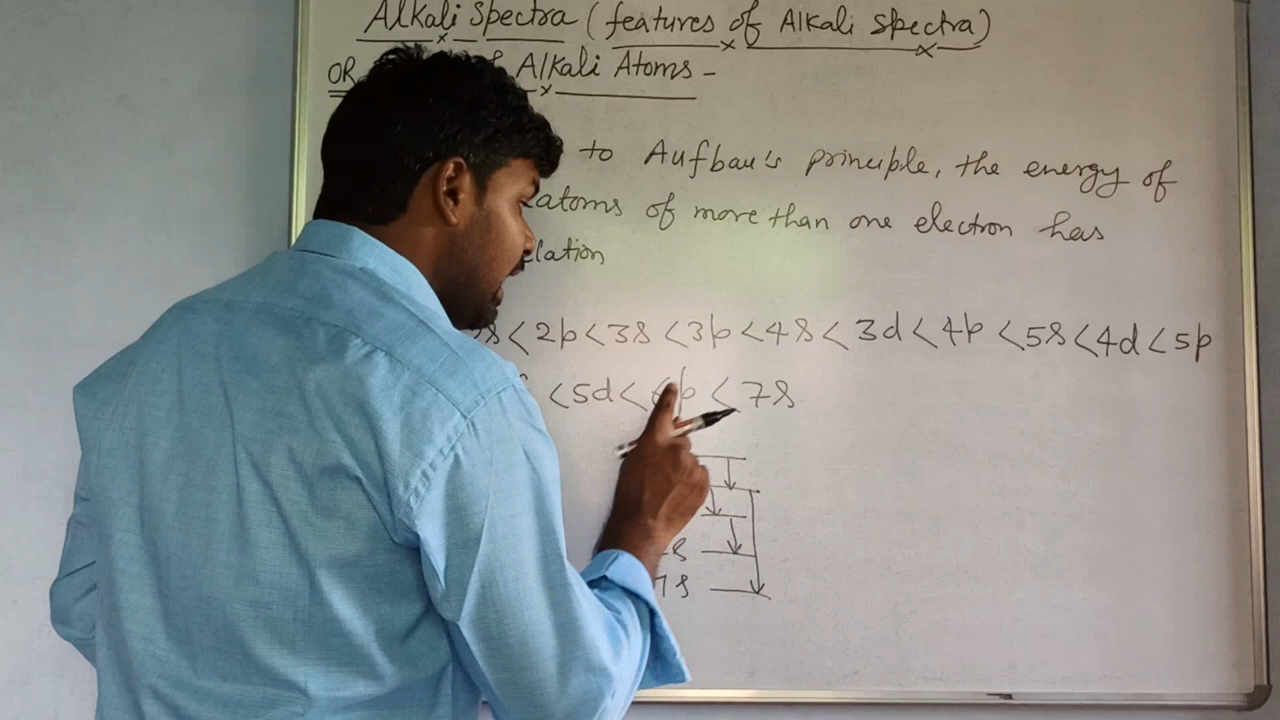 Alkali Spectra (features of Alkali Spectra)
OR Alkali Atoms -
to Aufbau's principle, the energy of
atoms of more than one electron has
elation
s < 2p < 3s < 3p < 4s < 3d < 4p < 5s < 4d < 5p
< 5d < 6p < 7s
s
1s